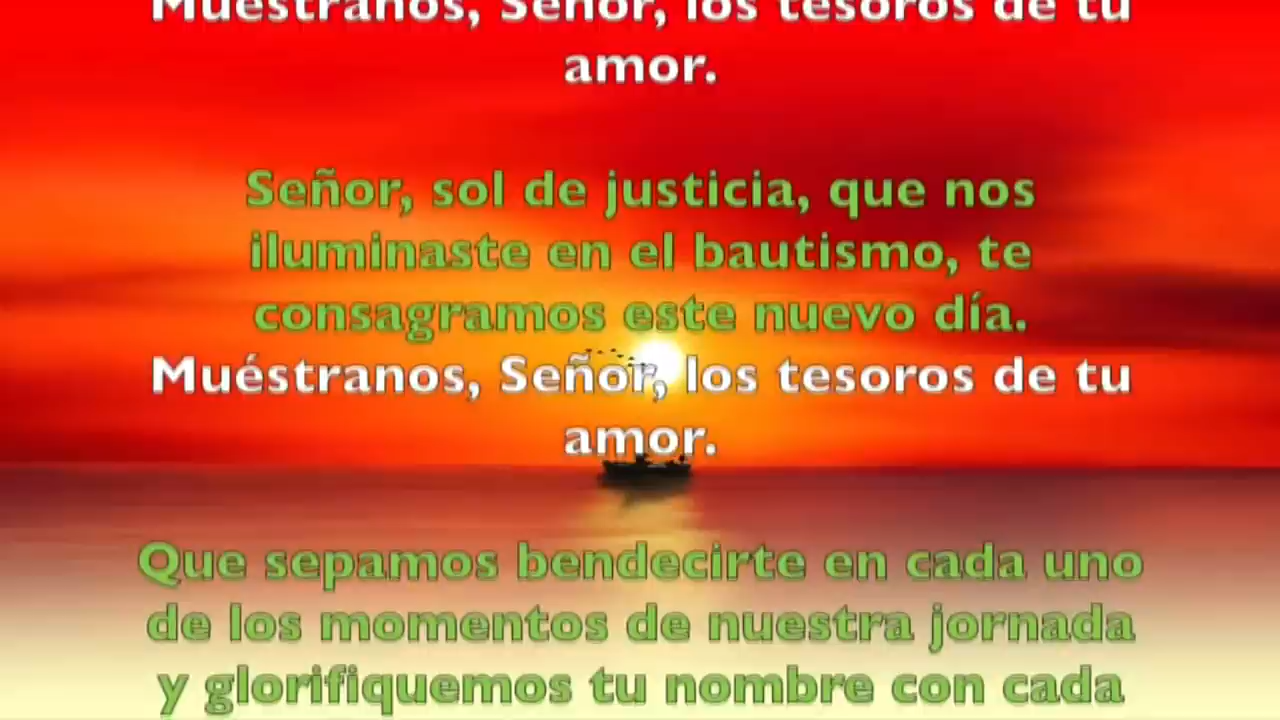 Muéstranos, Señor, los tesoros de tu
amor.
Señor, sol de justicia, que nos
iluminaste en el bautismo, te
consagramos este nuevo día.
Muéstranos, Señor, los tesoros de tu
amor.
Que sepamos bendecirte en cada uno
de los momentos de nuestra jornada
y glorifiquemos tu nombre con cada